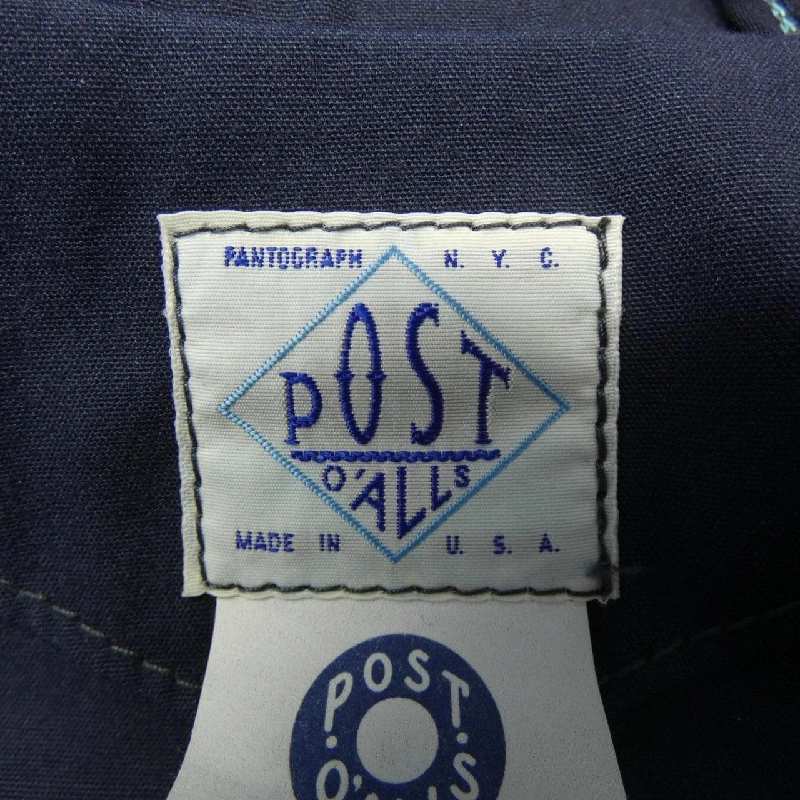 PANTOGRAPH N. Y. C.
POST
O'ALLS
MADE IN U. S. A.
POST
O'ALLS